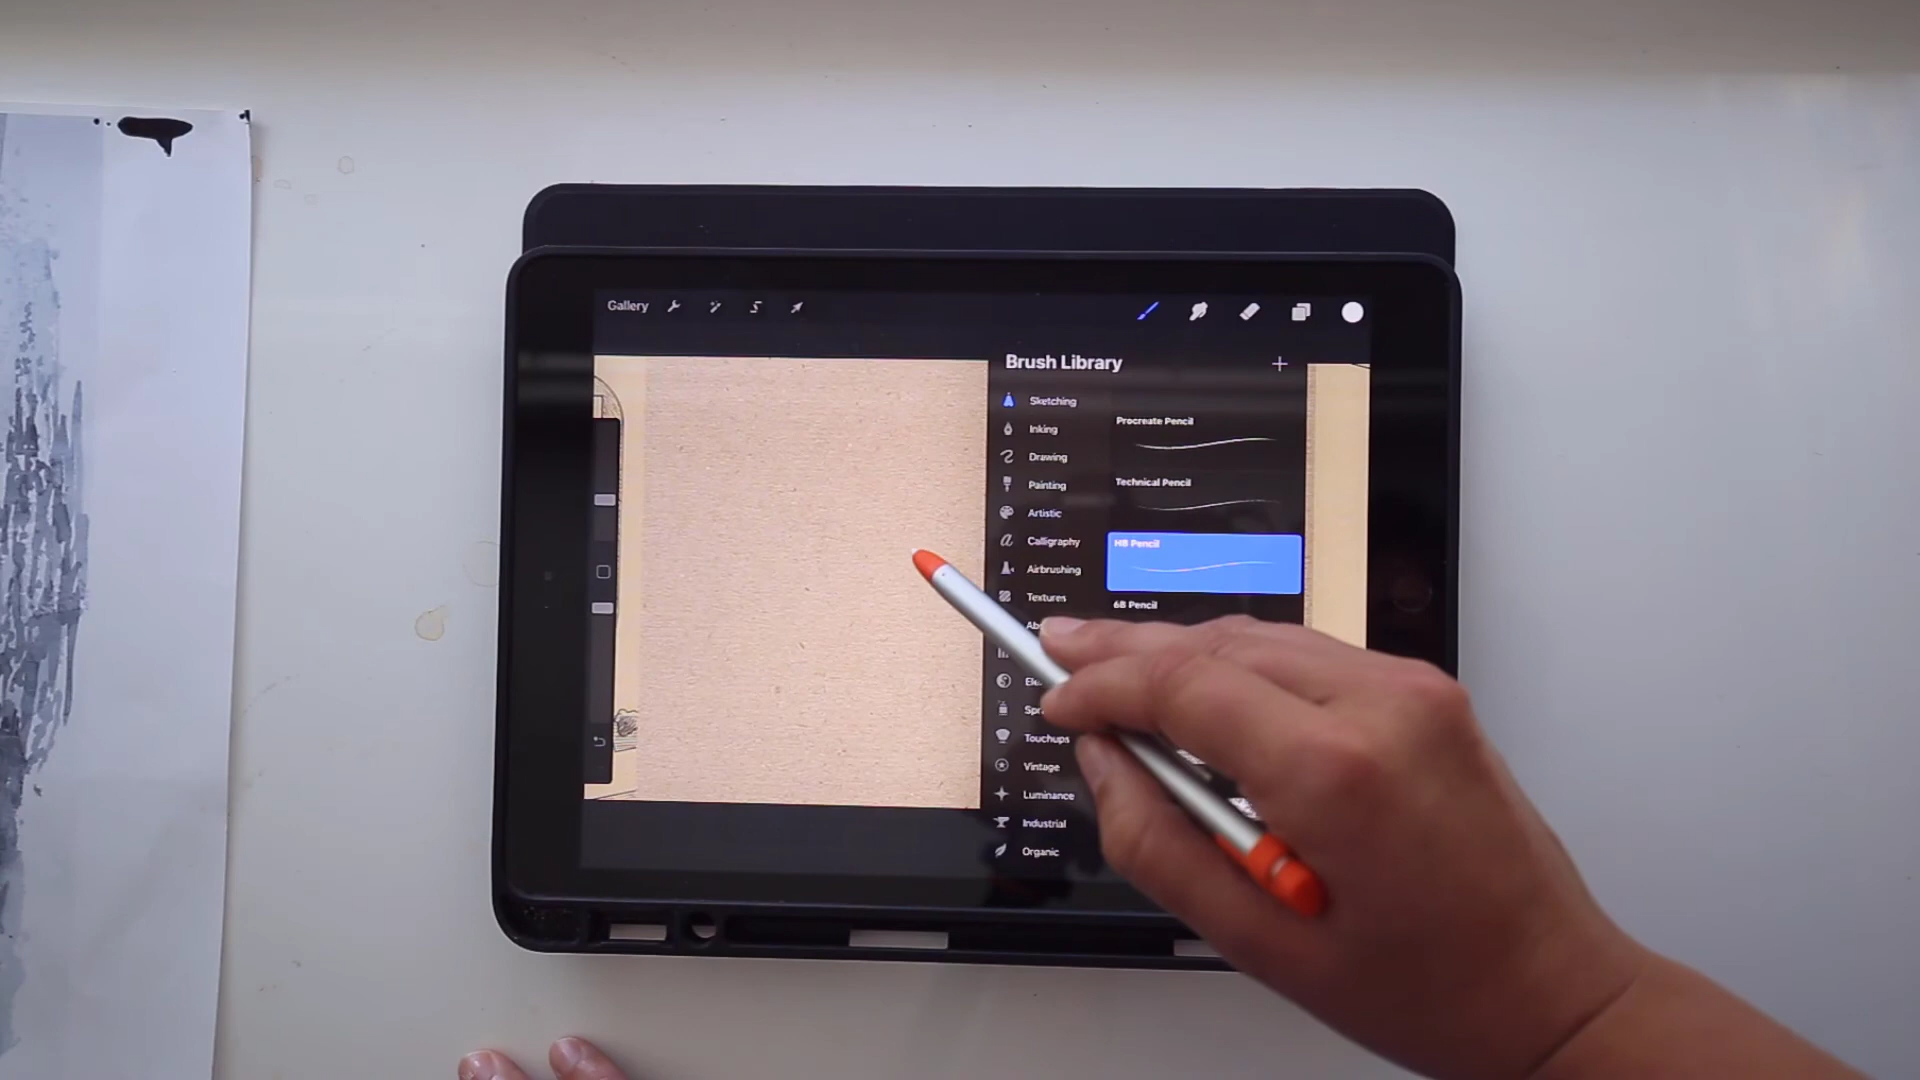 Gallery
Brush Library
Sketching
Inking
Drawing
Painting
Artistic
Calligraphy
Airbrushing
Textures
Touchups
Vintage
Luminance
Industrial
Organic
Procreate Pencil
Technical Pencil
HB Pencil
6B Pencil